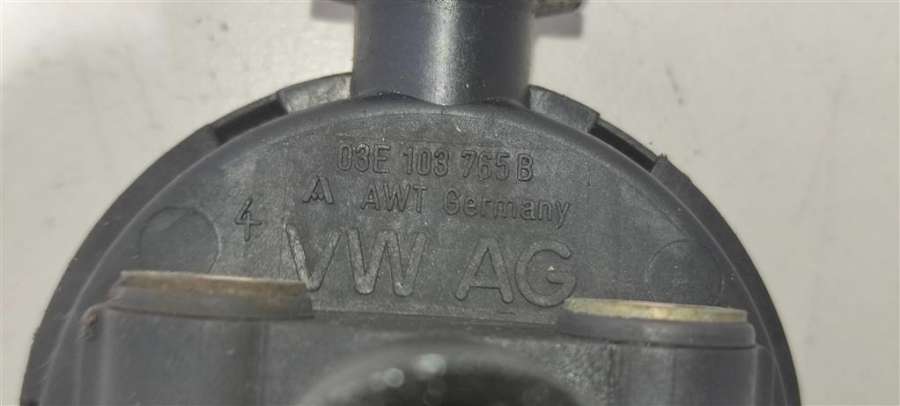 03E 103 765 B
AWT Germany
4
VW AG